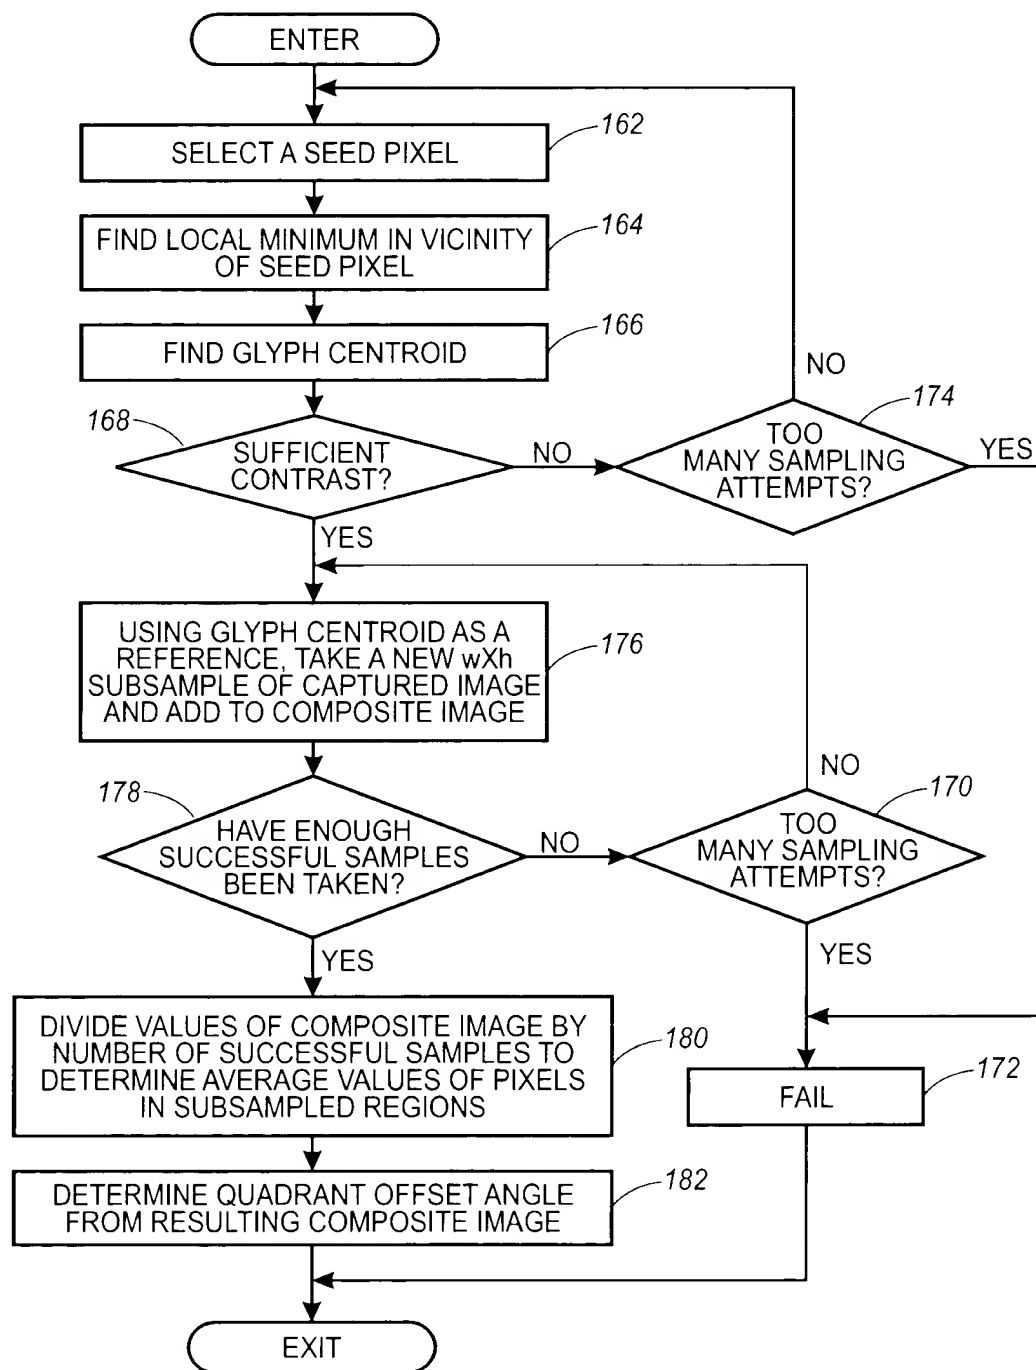 ENTER
SELECT A SEED PIXEL
162
FIND LOCAL MINIMUM IN VICINITY
OF SEED PIXEL
164
FIND GLYPH CENTROID
166
168
SUFFICIENT
CONTRAST?
NO
YES
TOO
MANY SAMPLING
ATTEMPTS?
174
NO
YES
USING GLYPH CENTROID AS A
REFERENCE, TAKE A NEW wXh
SUBSAMPLE OF CAPTURED IMAGE
AND ADD TO COMPOSITE IMAGE
176
178
HAVE ENOUGH
SUCCESSFUL SAMPLES
BEEN TAKEN?
NO
YES
TOO
MANY SAMPLING
ATTEMPTS?
170
NO
YES
DIVIDE VALUES OF COMPOSITE IMAGE BY
NUMBER OF SUCCESSFUL SAMPLES TO
DETERMINE AVERAGE VALUES OF PIXELS
IN SUBSAMPLED REGIONS
180
FAIL
172
DETERMINE QUADRANT OFFSET ANGLE
FROM RESULTING COMPOSITE IMAGE
182
EXIT